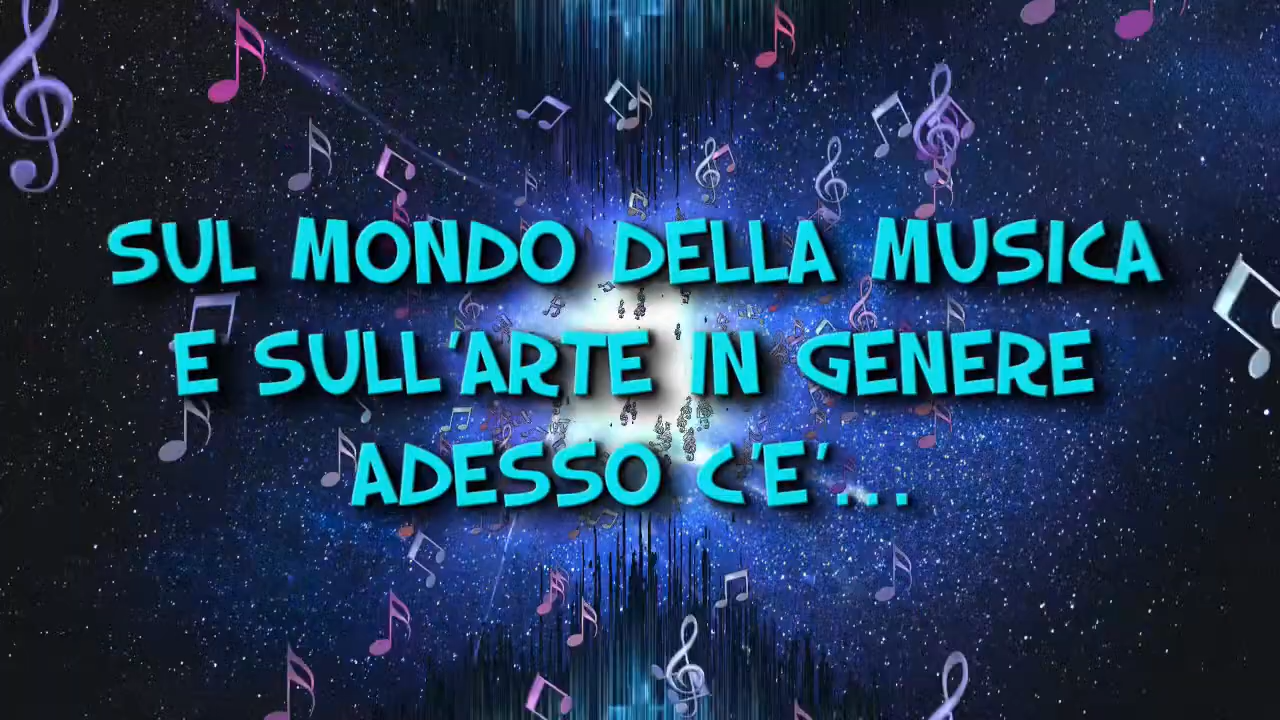 SUL MONDO DELLA MUSICA
E SULL'ARTE IN GENERE
ADESSO C'E'...